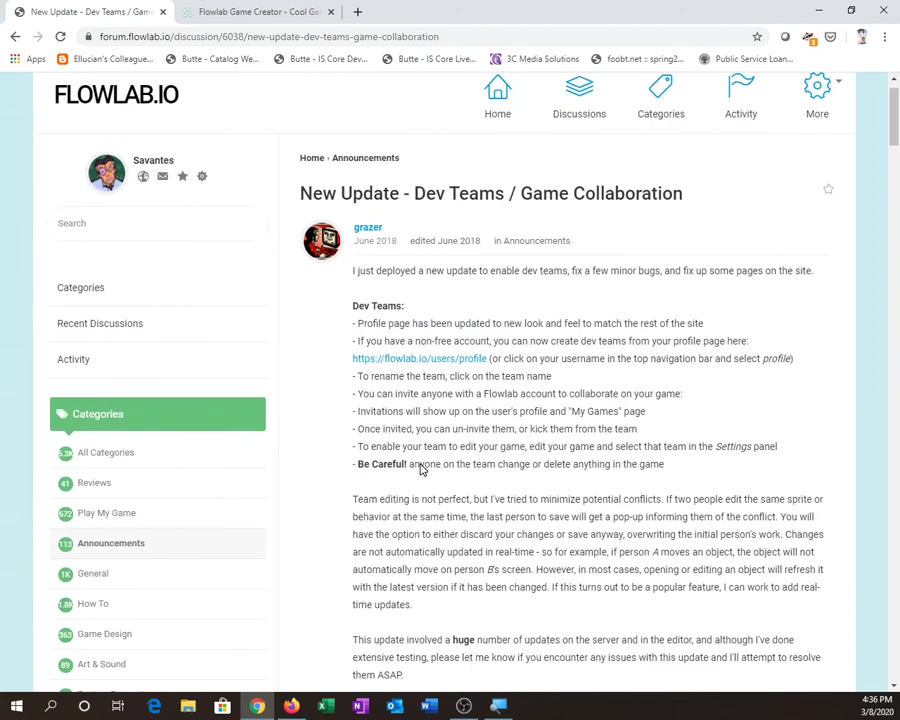 New Update - Dev Teams / Game
Flowlab Game Creator - Cool Ga
forum.flowlab.io/discussion/6038/new-update-dev-teams-game-collaboration
Apps
Ellucian's Colleague...
Butte - Catalog We...
Butte - IS Core Dev...
Butte - IS Core Live...
3C Media Solutions
foobt.net :: spring2...
Public Service Loan...
FLOWLAB.IO
Home
Discussions
Categories
Activity
More
Savantes
Search
Categories
Recent Discussions
Activity
Categories
5.3K All Categories
41 Reviews
672 Play My Game
113 Announcements
1K General
1.8K How To
363 Game Design
89 Art & Sound
Home › Announcements
New Update - Dev Teams / Game Collaboration
grazer
June 2018 edited June 2018 in Announcements
I just deployed a new update to enable dev teams, fix a few minor bugs, and fix up some pages on the site.
Dev Teams:
- Profile page has been updated to new look and feel to match the rest of the site
- If you have a non-free account, you can now create dev teams from your profile page here:
https://flowlab.io/users/profile (or click on your username in the top navigation bar and select profile)
- To rename the team, click on the team name
- You can invite anyone with a Flowlab account to collaborate on your game:
- Invitations will show up on the user's profile and "My Games" page
- Once invited, you can un-invite them, or kick them from the team
- To enable your team to edit your game, edit your game and select that team in the Settings panel
- Be Careful! anyone on the team change or delete anything in the game
Team editing is not perfect, but I've tried to minimize potential conflicts. If two people edit the same sprite or
behavior at the same time, the last person to save will get a pop-up informing them of the conflict. You will
have the option to either discard your changes or save anyway, overwriting the initial person's work. Changes
are not automatically updated in real-time - so for example, if person A moves an object, the object will not
automatically move on person B's screen. However, in most cases, opening or editing an object will refresh it
with the latest version if it has been changed. If this turns out to be a popular feature, I can work to add real-
time updates.
This update involved a huge number of updates on the server and in the editor, and although I've done
extensive testing, please let me know if you encounter any issues with this update and I'll attempt to resolve
them ASAP.
4:36 PM
3/8/2020